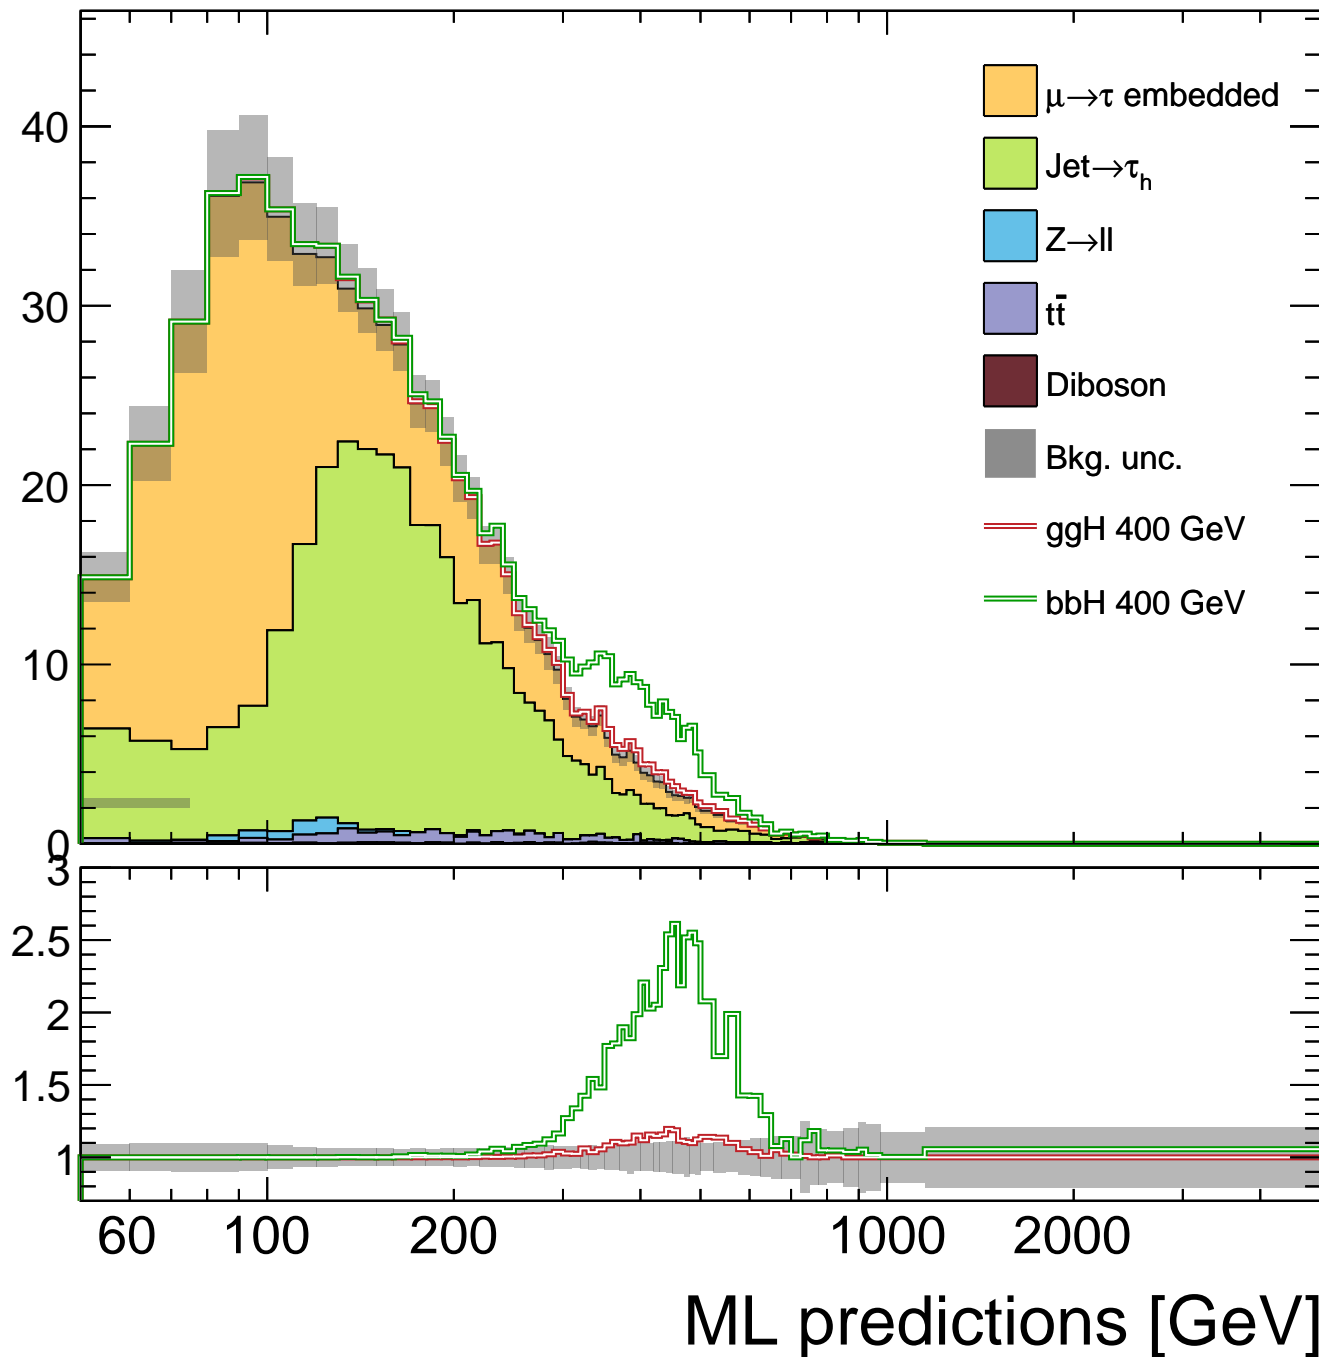 40
30
20
10
0
μ→τ embedded
Jet→τh
Z→ll
tt̄
Diboson
Bkg. unc.
ggH 400 GeV
bbH 400 GeV
3
2.5
2
1.5
1
60 100 200 1000 2000
ML predictions [GeV]